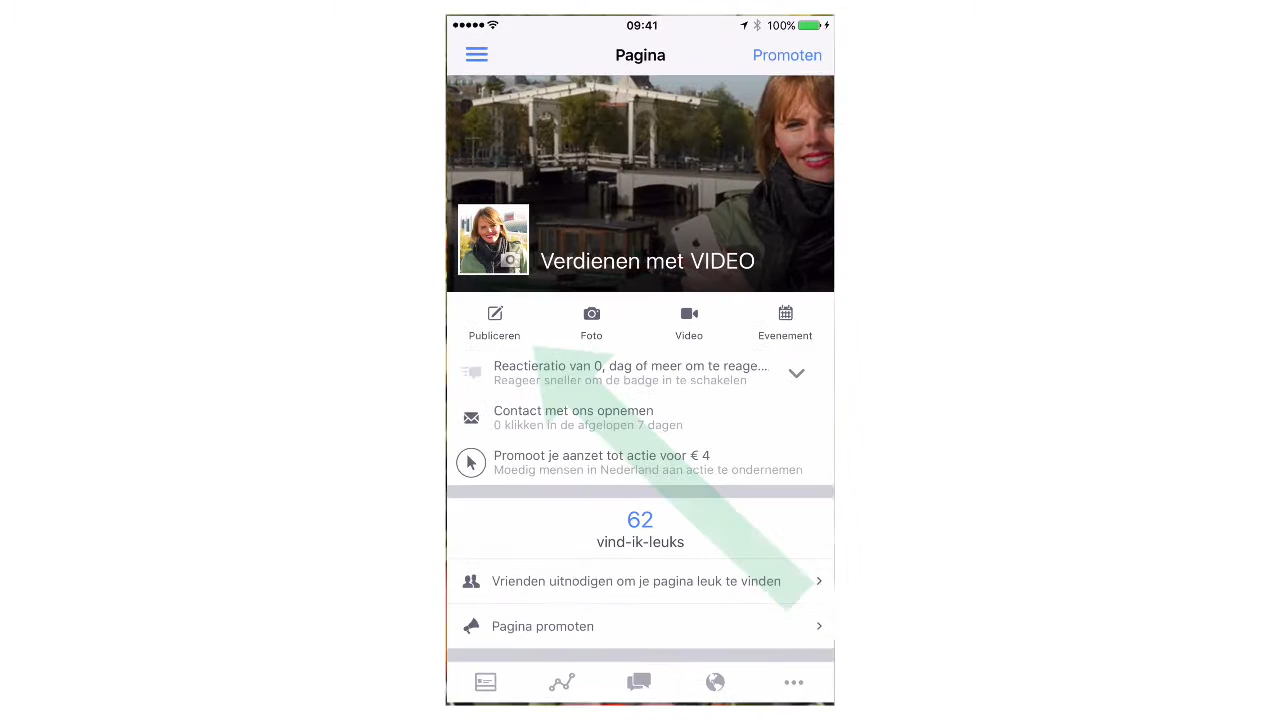 09:41
100%
Pagina
Promoten
Verdienen met VIDEO
Publiceren
Foto
Video
Evenement
Reactieratio van 0, dag of meer om te reage...
Reageer sneller om de badge in te schakelen
Contact met ons opnemen
0 klikken in de afgelopen 7 dagen
Promoot je aanzet tot actie voor € 4
Moedig mensen in Nederland aan actie te ondernemen
62
vind-ik-leuks
Vrienden uitnodigen om je pagina leuk te vinden
Pagina promoten